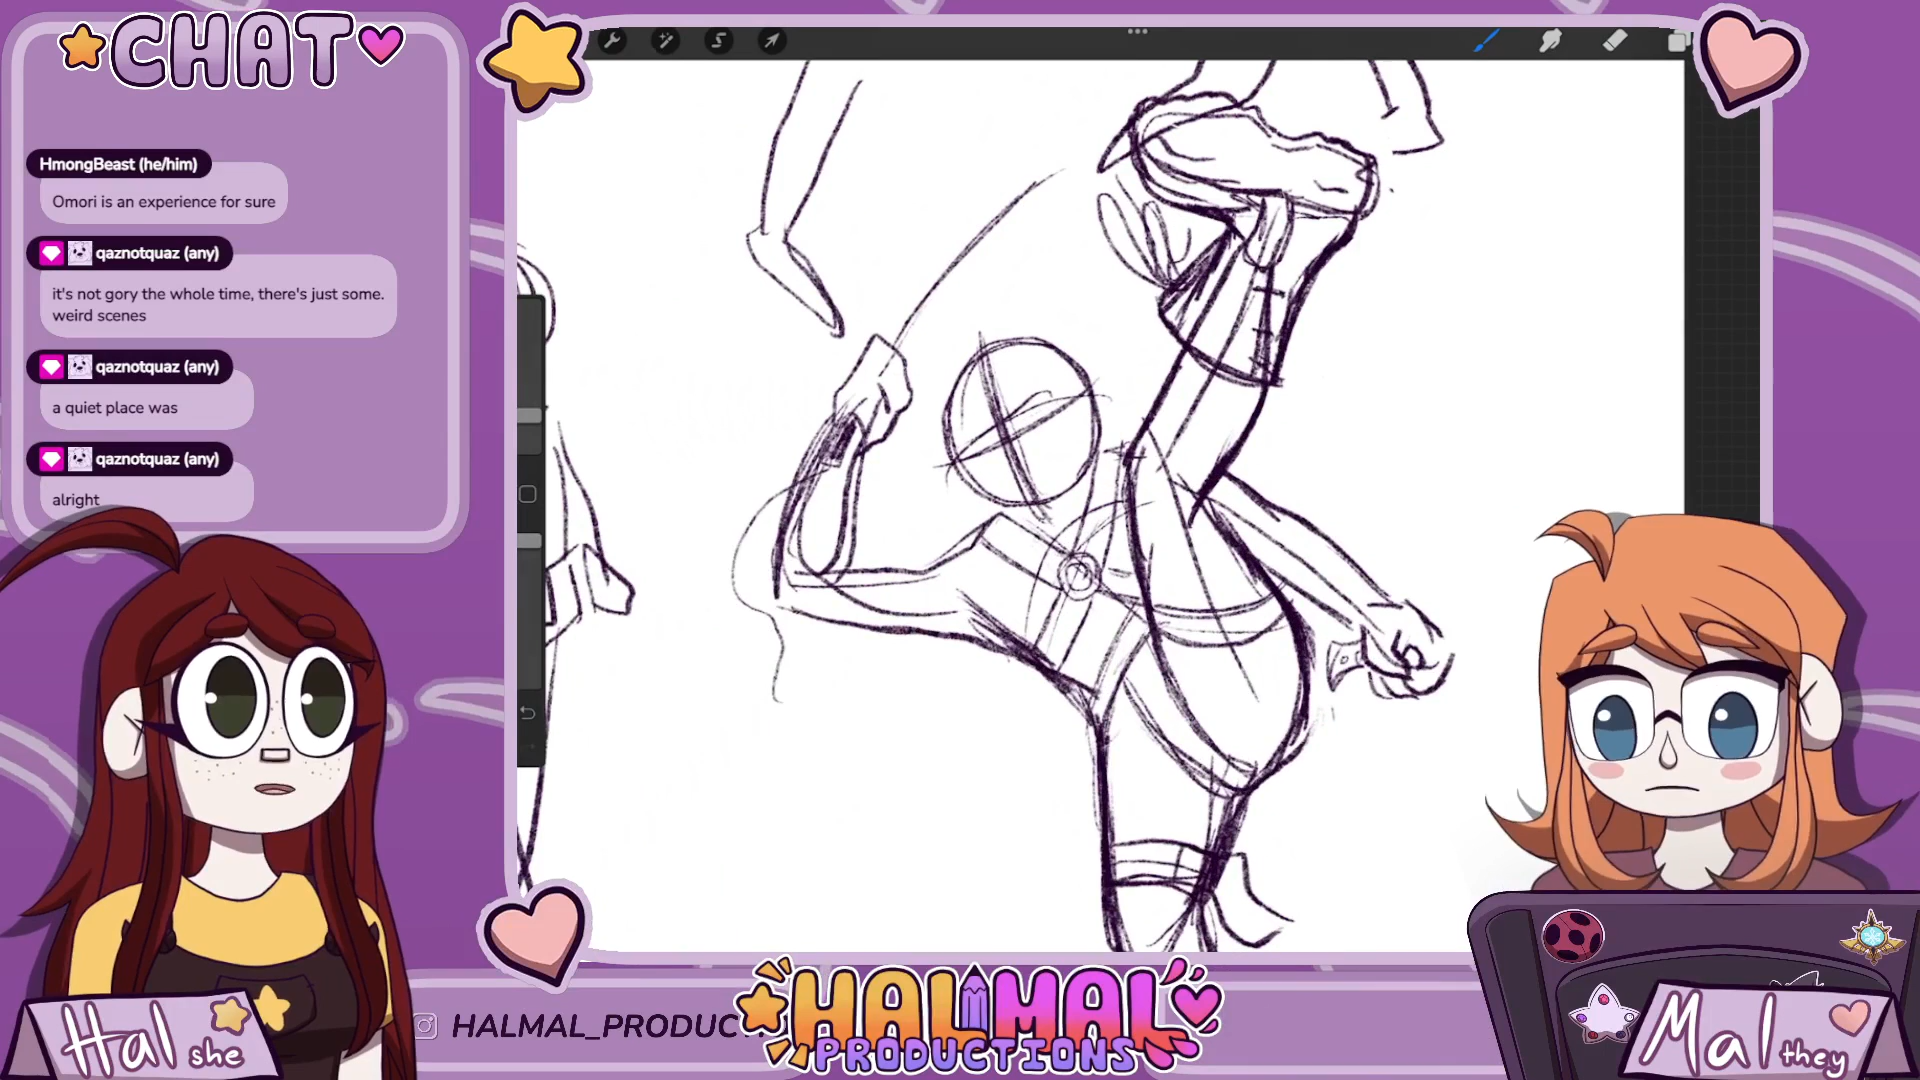 CHAT
HmongBeast (he/him)
Omori is an experience for sure
qaznotquaz (any)
it's not gory the whole time, there's just some.
weird scenes
qaznotquaz (any)
a quiet place was
qaznotquaz (any)
alright
Hal she
HALMAL_PRODUC
HALMAL
PRODUCTIONS
Mal they